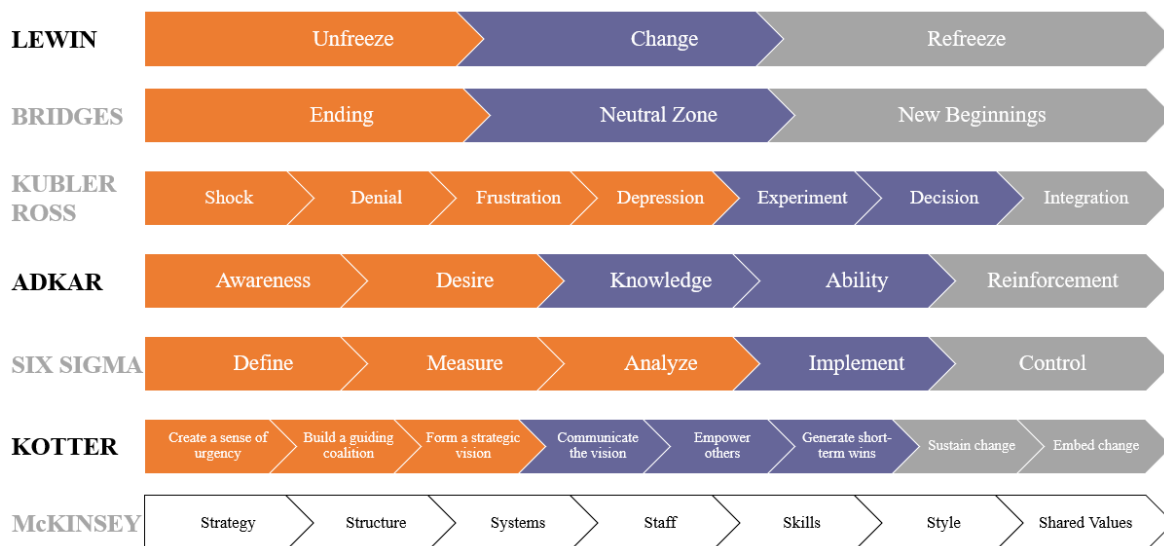 LEWIN
Unfreeze
Change
Refreeze
BRIDGES
Ending
Neutral Zone
New Beginnings
KUBLER
ROSS
Shock
Denial
Frustration
Depression
Experiment
Decision
Integration
ADKAR
Awareness
Desire
Knowledge
Ability
Reinforcement
SIX SIGMA
Define
Measure
Analyze
Implement
Control
KOTTER
Create a sense of
urgency
Build a guiding
coalition
Form a strategic
vision
Communicate
the vision
Empower
others
Generate short-
term wins
Sustain change
Embed change
McKINSEY
Strategy
Structure
Systems
Staff
Skills
Style
Shared Values